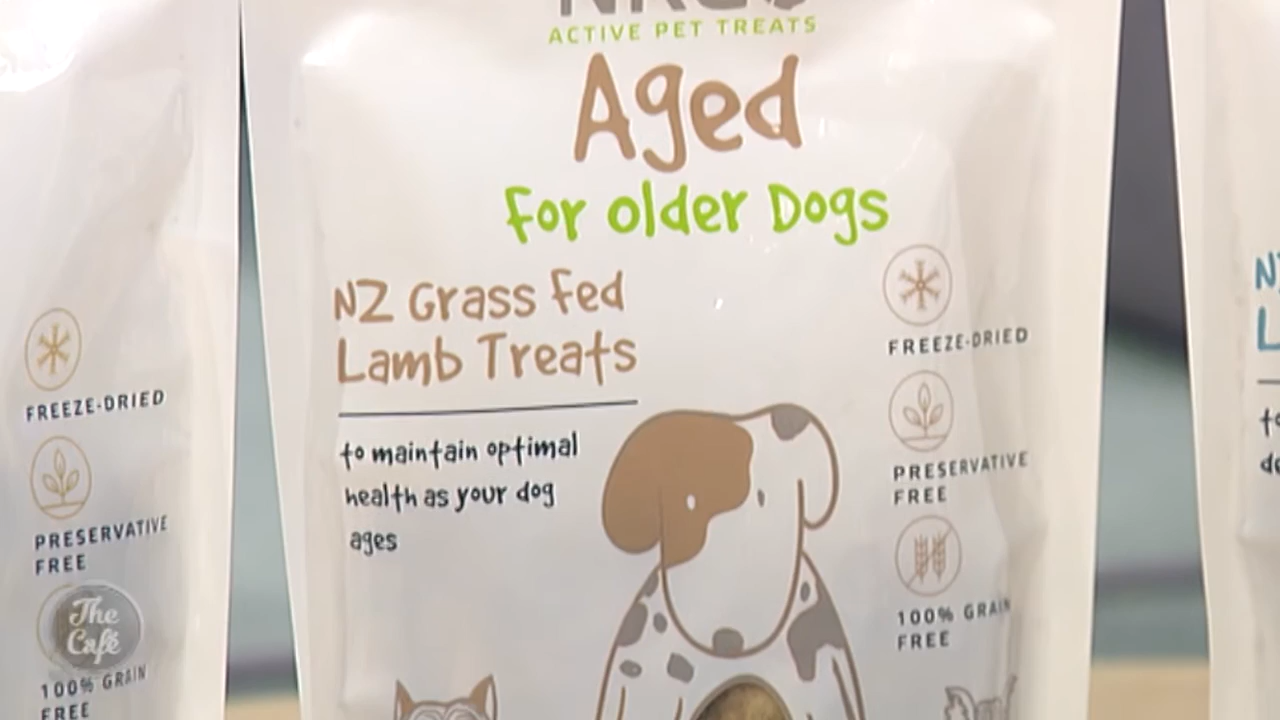 ACTIVE PET TREATS
Aged
For older Dogs
NZ Grass Fed
Lamb Treats
to maintain optimal
health as your dog
ages
FREEZE-DRIED
PRESERVATIVE
FREE
100% GRAIN
FREE
FREEZE-DRIED
PRESERVATIVE
FREE
100% GRAIN
FREE
The
Café